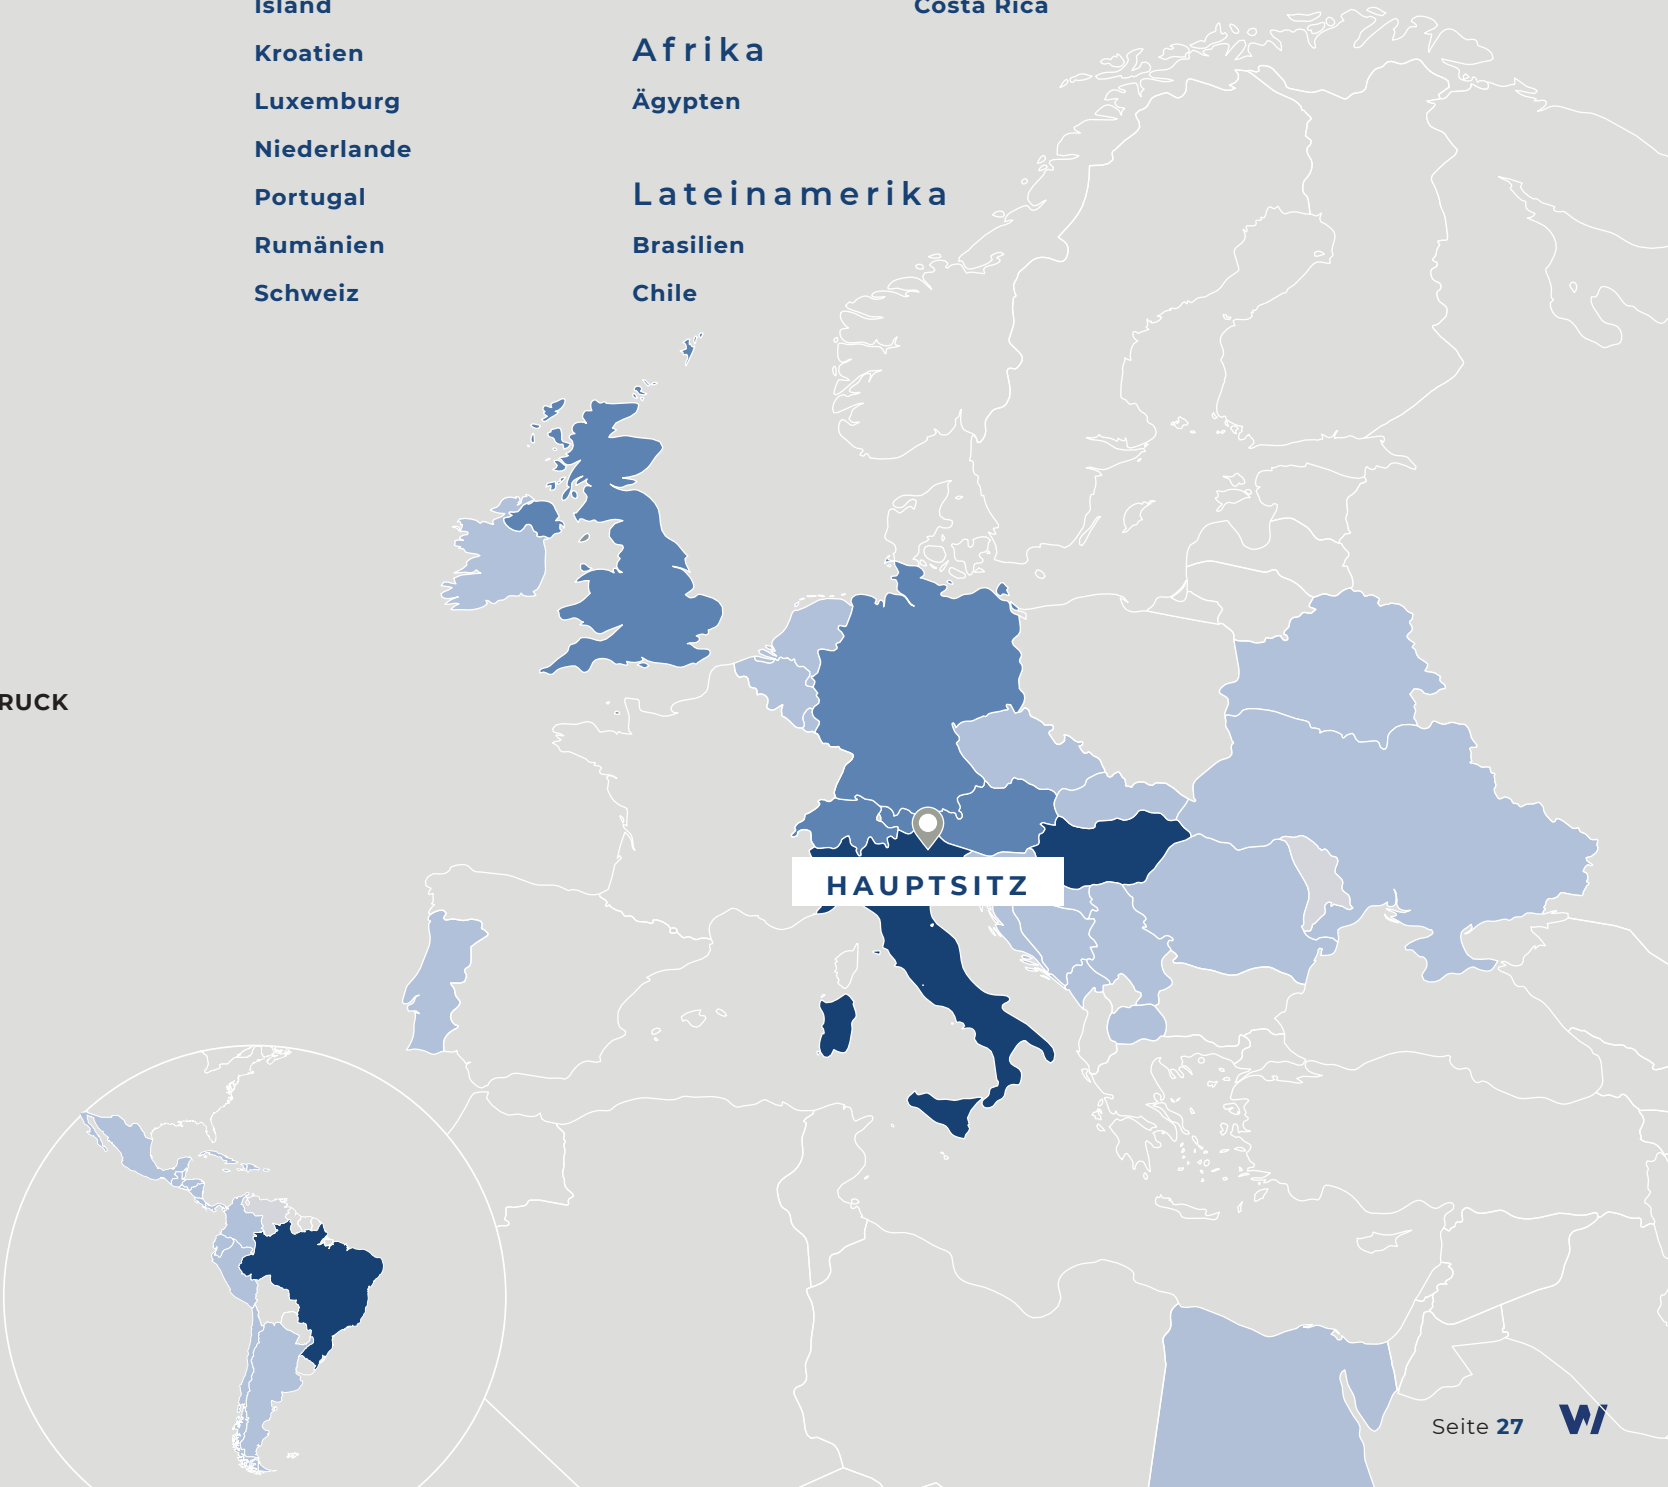 Island
Kroatien
Luxemburg
Niederlande
Portugal
Rumänien
Schweiz
Afrika
Ägypten
Lateinamerika
Brasilien
Chile
Costa Rica
RUCK
HAUPTSITZ
Seite 27
W